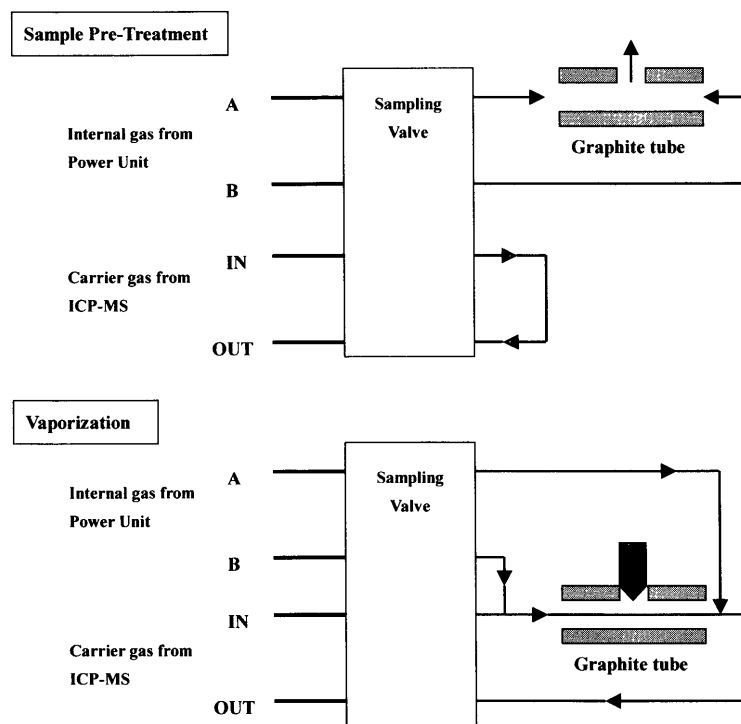 Sample Pre-Treatment
A
Sampling
Valve
Internal gas from
Power Unit
Graphite tube
B
IN
Carrier gas from
ICP-MS
OUT
Vaporization
A
Sampling
Valve
Internal gas from
Power Unit
B
IN
Carrier gas from
ICP-MS
Graphite tube
OUT